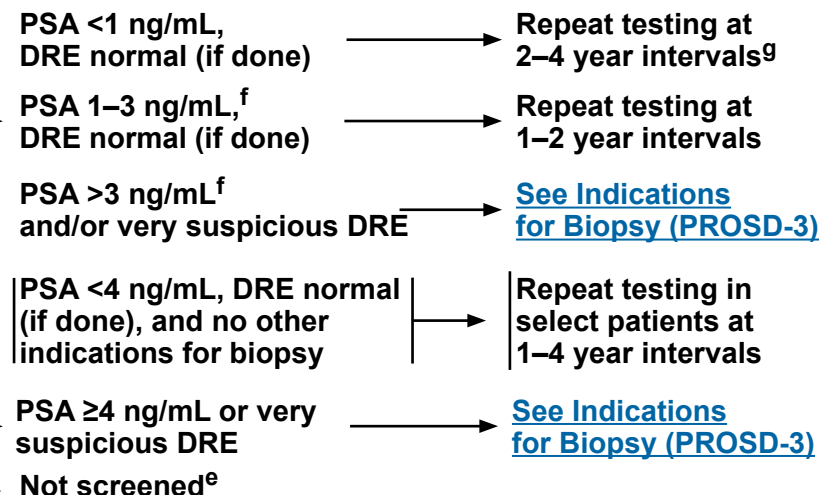 PSA <1 ng/mL,
DRE normal (if done)
Repeat testing at
2–4 year intervalsg
PSA 1–3 ng/mL,f
DRE normal (if done)
Repeat testing at
1–2 year intervals
PSA >3 ng/mLf
and/or very suspicious DRE
See Indications
for Biopsy (PROSD-3)
PSA <4 ng/mL, DRE normal
(if done), and no other
indications for biopsy
Repeat testing in
select patients at
1–4 year intervals
PSA ≥4 ng/mL or very
suspicious DRE
See Indications
for Biopsy (PROSD-3)
Not screenede